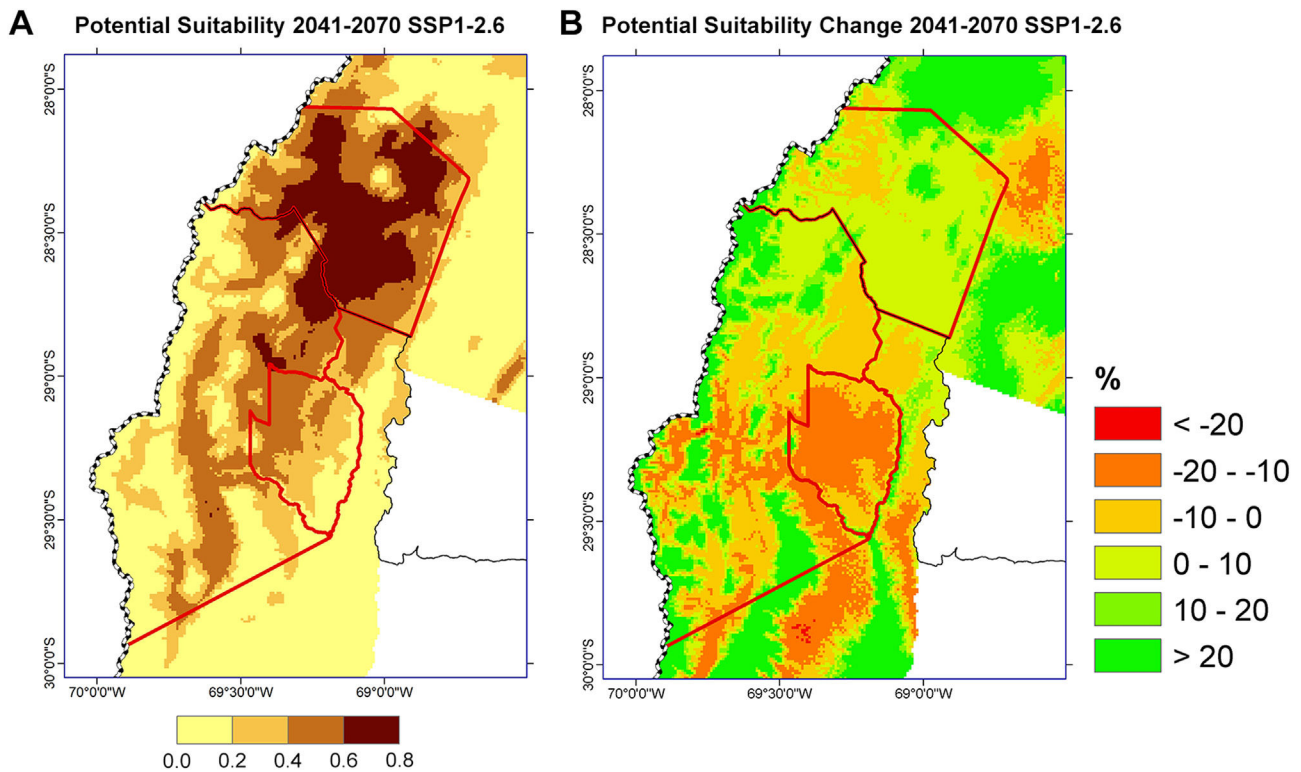 A Potential Suitability 2041-2070 SSP1-2.6
28°0'0"S
28°30'0"S
29°0'0"S
29°30'0"S
30°0'0"S
70°0'0"W 69°30'0"W 69°0'0"W
0.0 0.2 0.4 0.6 0.8
B Potential Suitability Change 2041-2070 SSP1-2.6
28°0'0"S
28°30'0"S
29°0'0"S
29°30'0"S
30°0'0"S
70°0'0"W 69°30'0"W 69°0'0"W
%
< -20
-20 - -10
-10 - 0
0 - 10
10 - 20
> 20